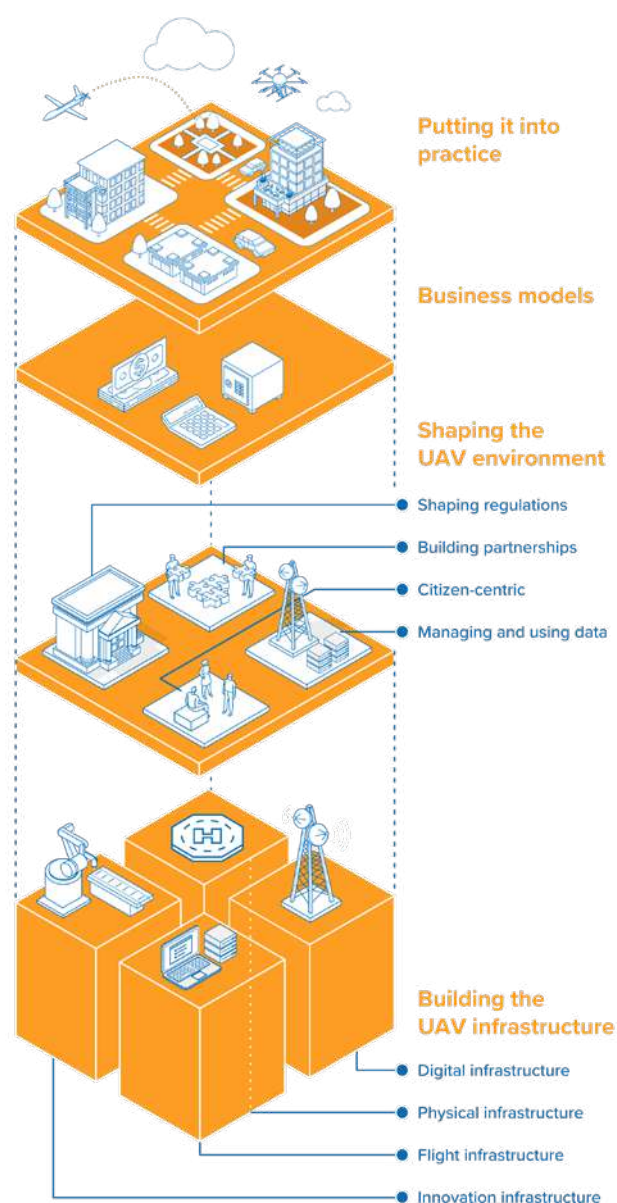 Putting it into
practice
Business models
Shaping the
UAV environment
Shaping regulations
Building partnerships
Citizen-centric
Managing and using data
H
Building the
UAV infrastructure
Digital infrastructure
Physical infrastructure
Flight infrastructure
Innovation infrastructure